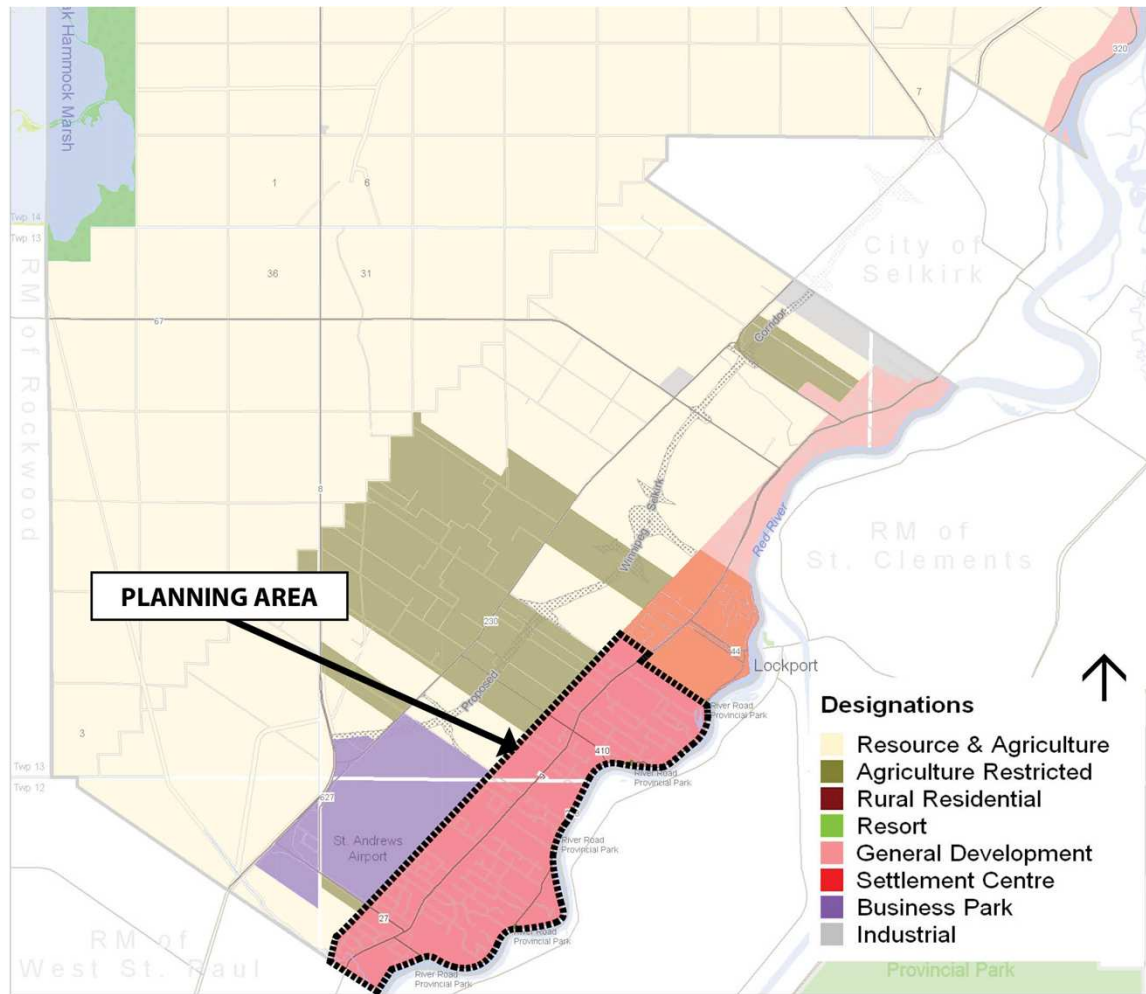 ak Hammock Marsh
320
7
1
6
Twp 14
Twp 13
City of
Selkirk
36
31
RM of Rockwood
67
Corridor
8
Selkirk
Winnipeg
Red River
RM of
St. Clements
PLANNING AREA
230
44
Lockport
Proposed
River Road
Provincial Park
Designations
Resource & Agriculture
Agriculture Restricted
Rural Residential
Resort
General Development
Settlement Centre
Business Park
Industrial
3
410
River Road
Provincial Park
Twp 13
Twp 12
627
St. Andrews
Airport
River Road
Provincial Park
27
River Road
Provincial Park
RM of
West St. Paul
River Road
Provincial Park
Provincial Park